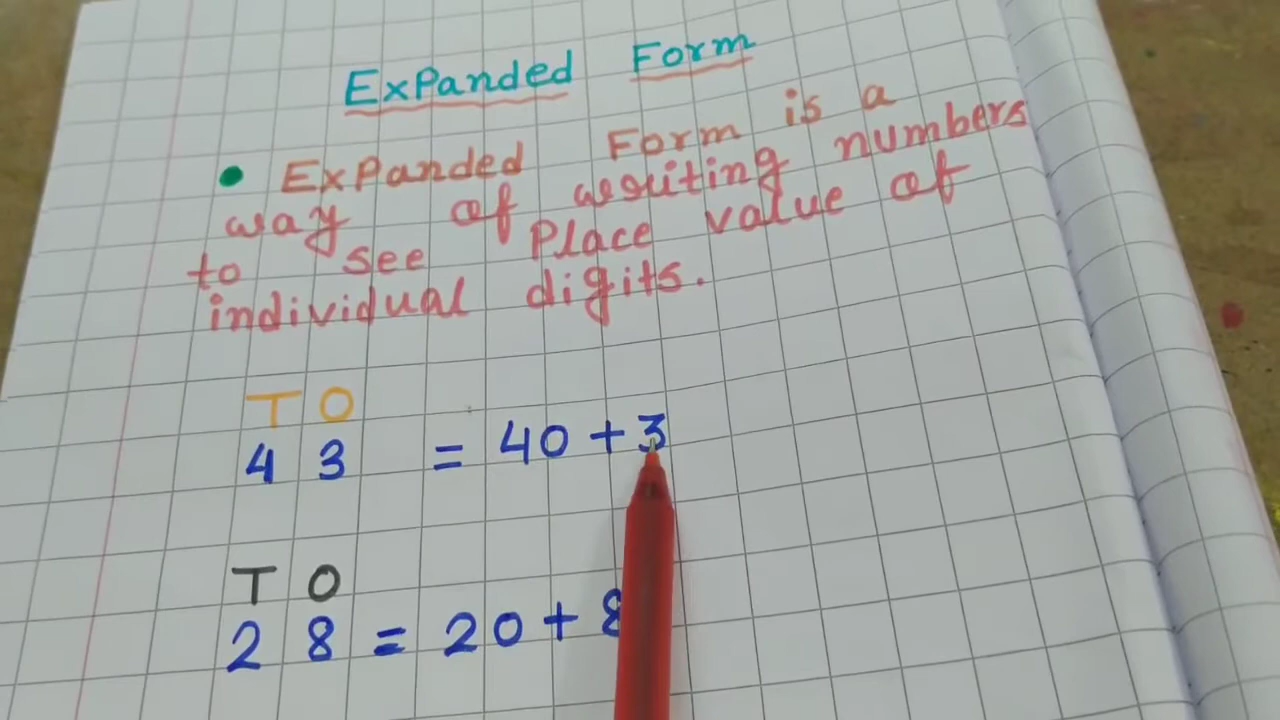 ExPanded Form
• ExPanded Form is a
way of writing numbers
to see Place value of
individual digits.
T O
4 3 = 40 + 3
T O
2 8 = 20 + 8